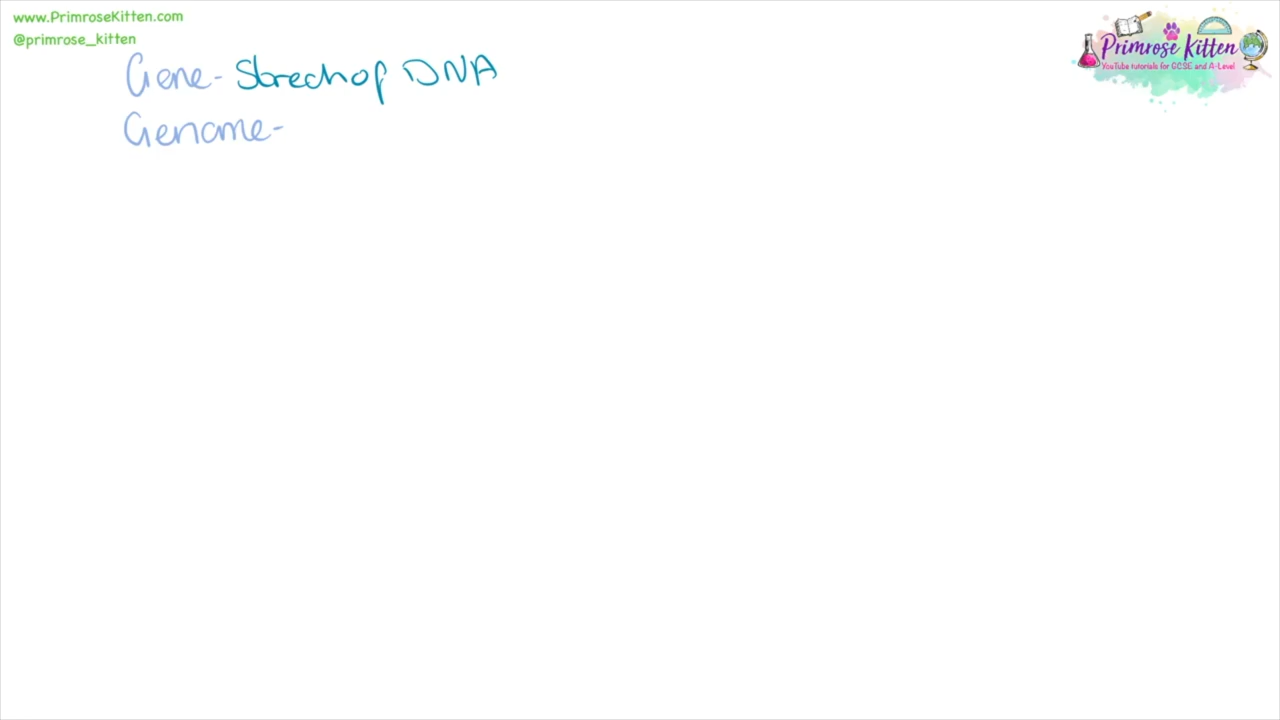 www.PrimroseKitten.com
@primrose_kitten
Primrose Kitten
YouTube tutorials for GCSE and A-Level
Gene - Strech of DNA
Genome -